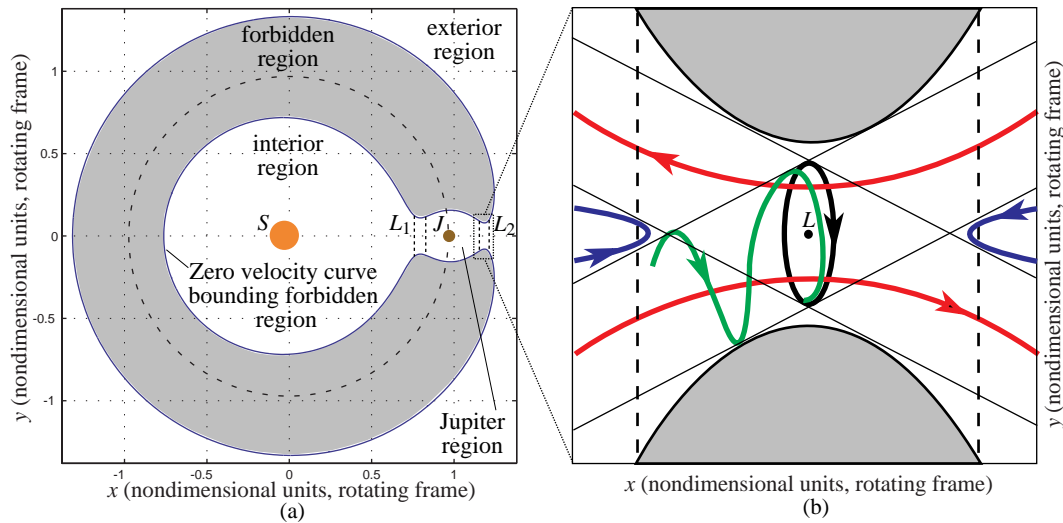 forbidden
region
exterior
region
interior
region
S
L1
J
L2
Zero velocity curve
bounding forbidden
region
Jupiter
region
1
0.5
0
-0.5
-1
-1
-0.5
0
0.5
1
y (nondimensional units, rotating frame)
x (nondimensional units, rotating frame)
(a)
L
y (nondimensional units, rotating frame)
x (nondimensional units, rotating frame)
(b)